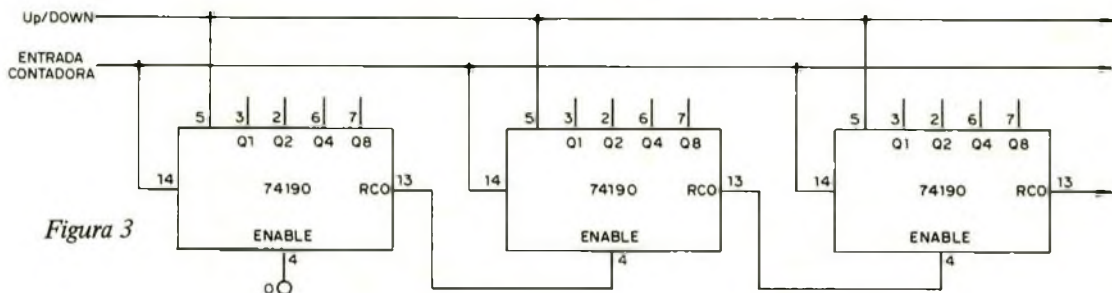 Up/DOWN
ENTRADA
CONTADORA
5 3 2 6 7 5 3 2 6 7 5 3 2 6 7
Q1 Q2 Q4 Q8 Q1 Q2 Q4 Q8 Q1 Q2 Q4 Q8
14 74190 RCO 13 14 74190 RCO 13 14 74190 RCO 13
Figura 3
ENABLE ENABLE ENABLE
4 4 4
0